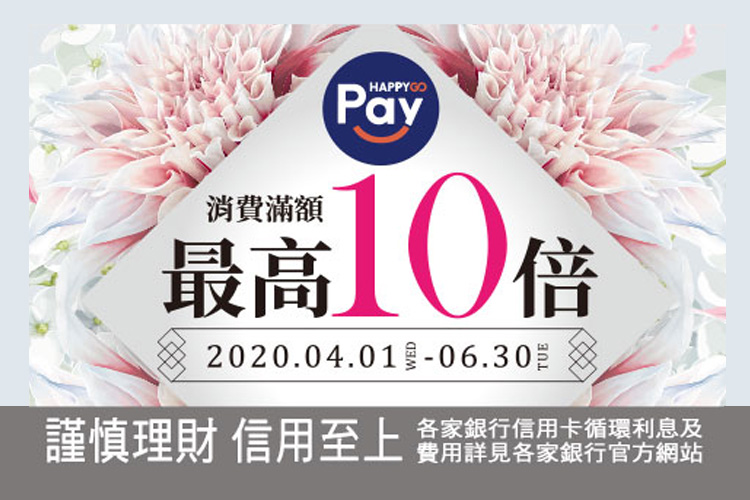 HAPPY GO
Pay
消費滿額
最高10倍
2020.04.01 WED -06.30 TUE
謹慎理財 信用至上
各家銀行信用卡循環利息及
費用詳見各家銀行官方網站